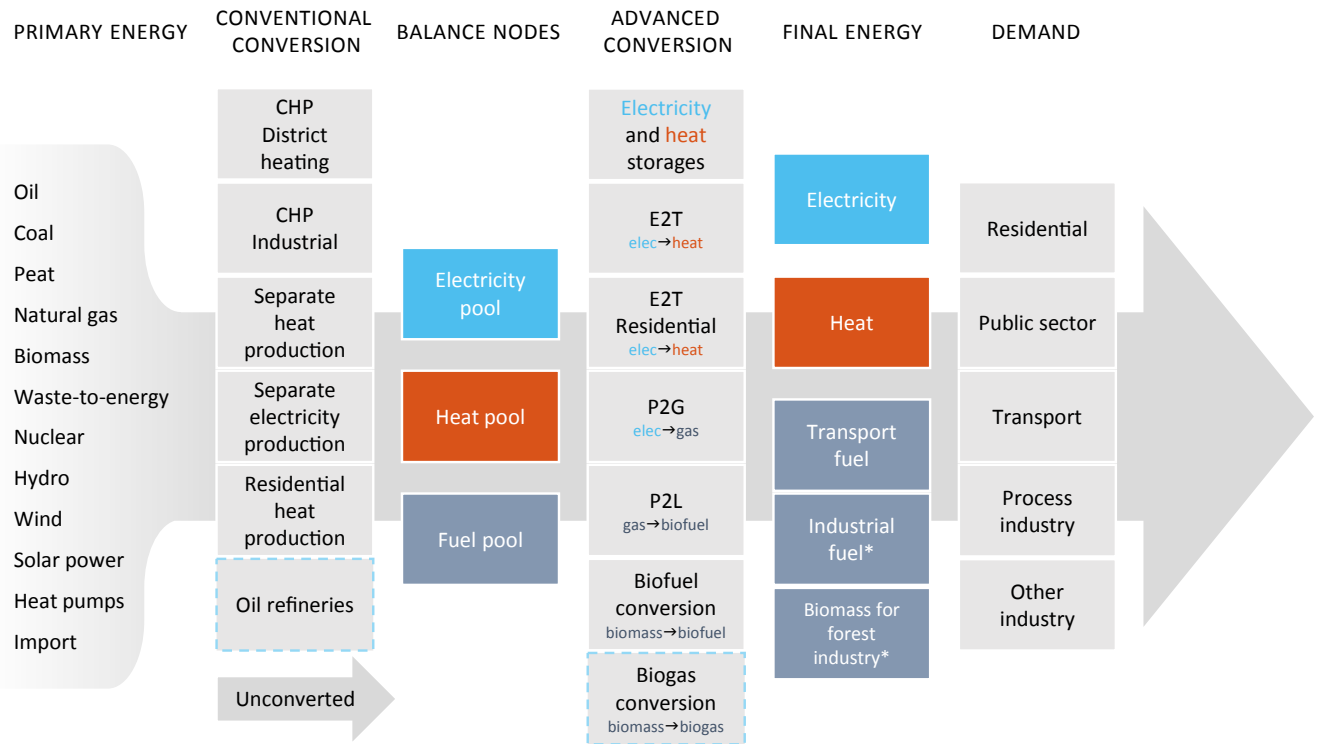 PRIMARY ENERGY
CONVENTIONAL
CONVERSION
BALANCE NODES
ADVANCED
CONVERSION
FINAL ENERGY
DEMAND
Oil
Coal
Peat
Natural gas
Biomass
Waste-to-energy
Nuclear
Hydro
Wind
Solar power
Heat pumps
Import
CHP
District
heating
CHP
Industrial
Separate
heat
production
Separate
electricity
production
Residential
heat
production
Oil refineries
Unconverted
Electricity
pool
Heat pool
Fuel pool
Electricity
and heat
storages
E2T
elec→heat
E2T
Residential
elec→heat
P2G
elec→gas
P2L
gas→biofuel
Biofuel
conversion
biomass→biofuel
Biogas
conversion
biomass→biogas
Electricity
Heat
Transport
fuel
Industrial
fuel*
Biomass for
forest
industry*
Residential
Public sector
Transport
Process
industry
Other
industry